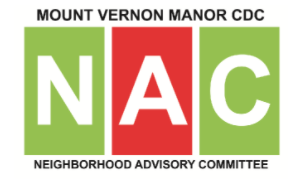 MOUNT VERNON MANOR CDC
NAC
NEIGHBORHOOD ADVISORY COMMITTEE